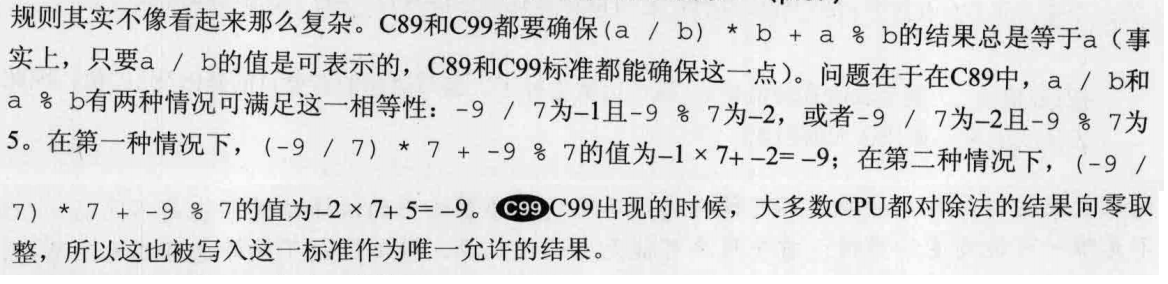 规则其实不像看起来那么复杂。C89和C99都要确保(a / b) * b + a % b的结果总是等于a（事
实上，只要a / b的值是可表示的，C89和C99标准都能确保这一点）。问题在于在C89中，a / b和
a % b有两种情况可满足这一相等性：-9 / 7为–1且-9 % 7为–2，或者-9 / 7为–2且-9 % 7为
5。在第一种情况下，(-9 / 7) * 7 + -9 % 7的值为–1 × 7+ –2= –9；在第二种情况下，(-9 /
7) * 7 + -9 % 7的值为–2 × 7+ 5= –9。C99C99出现的时候，大多数CPU都对除法的结果向零取
整，所以这也被写入这一标准作为唯一允许的结果。